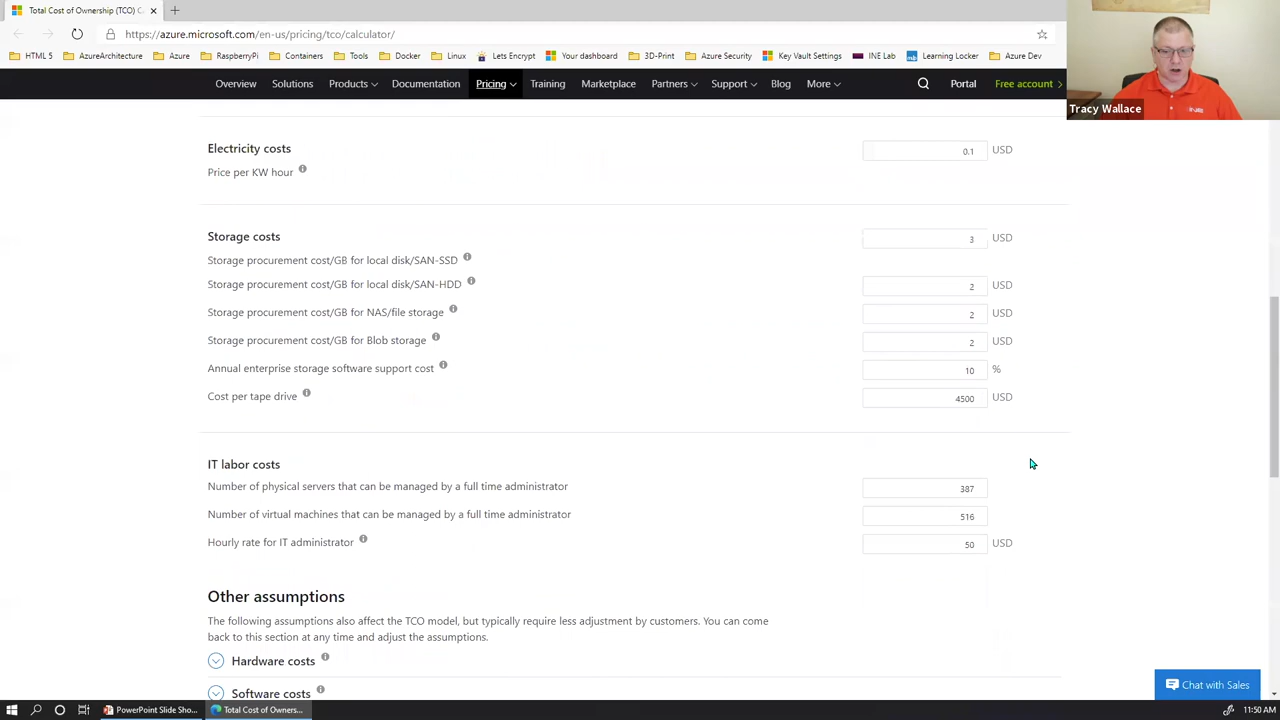 Total Cost of Ownership (TCO) C
https://azure.microsoft.com/en-us/pricing/tco/calculator/
HTML 5 AzureArchitecture Azure RaspberryPi Containers Tools Docker Linux Lets Encrypt Your dashboard 3D-Print Azure Security Key Vault Settings INE Lab Learning Locker Azure Dev
Overview Solutions Products Documentation Pricing Training Marketplace Partners Support Blog More Portal Free account
Tracy Wallace
Electricity costs 0.1 USD
Price per KW hour
Storage costs 3 USD
Storage procurement cost/GB for local disk/SAN-SSD
Storage procurement cost/GB for local disk/SAN-HDD 2 USD
Storage procurement cost/GB for NAS/file storage 2 USD
Storage procurement cost/GB for Blob storage 2 USD
Annual enterprise storage software support cost 10 %
Cost per tape drive 4500 USD
IT labor costs
Number of physical servers that can be managed by a full time administrator 387
Number of virtual machines that can be managed by a full time administrator 516
Hourly rate for IT administrator 50 USD
Other assumptions
The following assumptions also affect the TCO model, but typically require less adjustment by customers. You can come
back to this section at any time and adjust the assumptions.
Hardware costs
Software costs
Chat with Sales
PowerPoint Slide Sho... Total Cost of Owners... 11:50 AM